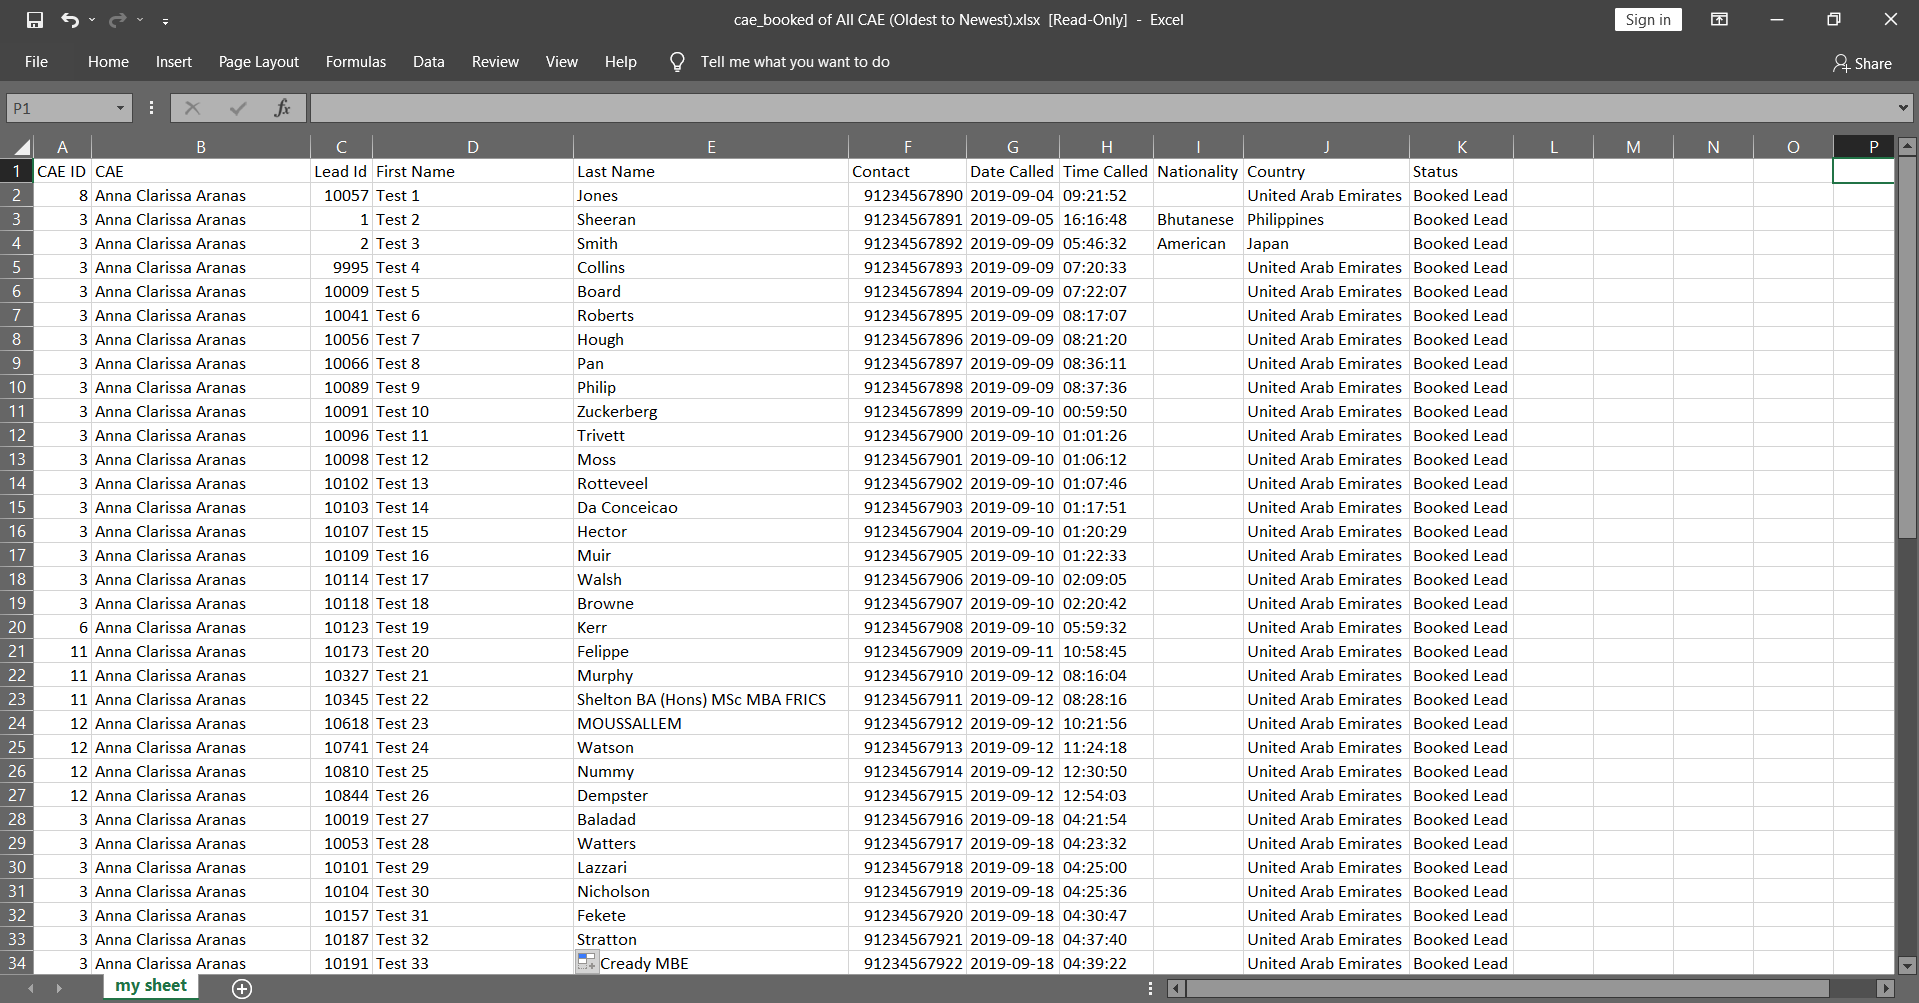 cae_booked of All CAE (Oldest to Newest).xlsx [Read-Only] - Excel
Sign in
File Home Insert Page Layout Formulas Data Review View Help Tell me what you want to do Share
P1 fx
A B C D E F G H I J K L M N O P
1 CAE ID CAE Lead Id First Name Last Name Contact Date Called Time Called Nationality Country Status
2 8 Anna Clarissa Aranas 10057 Test 1 Jones 91234567890 2019-09-04 09:21:52 United Arab Emirates Booked Lead
3 3 Anna Clarissa Aranas 1 Test 2 Sheeran 91234567891 2019-09-05 16:16:48 Bhutanese Philippines Booked Lead
4 3 Anna Clarissa Aranas 2 Test 3 Smith 91234567892 2019-09-09 05:46:32 American Japan Booked Lead
5 3 Anna Clarissa Aranas 9995 Test 4 Collins 91234567893 2019-09-09 07:20:33 United Arab Emirates Booked Lead
6 3 Anna Clarissa Aranas 10009 Test 5 Board 91234567894 2019-09-09 07:22:07 United Arab Emirates Booked Lead
7 3 Anna Clarissa Aranas 10041 Test 6 Roberts 91234567895 2019-09-09 08:17:07 United Arab Emirates Booked Lead
8 3 Anna Clarissa Aranas 10056 Test 7 Hough 91234567896 2019-09-09 08:21:20 United Arab Emirates Booked Lead
9 3 Anna Clarissa Aranas 10066 Test 8 Pan 91234567897 2019-09-09 08:36:11 United Arab Emirates Booked Lead
10 3 Anna Clarissa Aranas 10089 Test 9 Philip 91234567898 2019-09-09 08:37:36 United Arab Emirates Booked Lead
11 3 Anna Clarissa Aranas 10091 Test 10 Zuckerberg 91234567899 2019-09-10 00:59:50 United Arab Emirates Booked Lead
12 3 Anna Clarissa Aranas 10096 Test 11 Trivett 91234567900 2019-09-10 01:01:26 United Arab Emirates Booked Lead
13 3 Anna Clarissa Aranas 10098 Test 12 Moss 91234567901 2019-09-10 01:06:12 United Arab Emirates Booked Lead
14 3 Anna Clarissa Aranas 10102 Test 13 Rotteveel 91234567902 2019-09-10 01:07:46 United Arab Emirates Booked Lead
15 3 Anna Clarissa Aranas 10103 Test 14 Da Conceicao 91234567903 2019-09-10 01:17:51 United Arab Emirates Booked Lead
16 3 Anna Clarissa Aranas 10107 Test 15 Hector 91234567904 2019-09-10 01:20:29 United Arab Emirates Booked Lead
17 3 Anna Clarissa Aranas 10109 Test 16 Muir 91234567905 2019-09-10 01:22:33 United Arab Emirates Booked Lead
18 3 Anna Clarissa Aranas 10114 Test 17 Walsh 91234567906 2019-09-10 02:09:05 United Arab Emirates Booked Lead
19 3 Anna Clarissa Aranas 10118 Test 18 Browne 91234567907 2019-09-10 02:20:42 United Arab Emirates Booked Lead
20 6 Anna Clarissa Aranas 10123 Test 19 Kerr 91234567908 2019-09-10 05:59:32 United Arab Emirates Booked Lead
21 11 Anna Clarissa Aranas 10173 Test 20 Felippe 91234567909 2019-09-11 10:58:45 United Arab Emirates Booked Lead
22 11 Anna Clarissa Aranas 10327 Test 21 Murphy 91234567910 2019-09-12 08:16:04 United Arab Emirates Booked Lead
23 11 Anna Clarissa Aranas 10345 Test 22 Shelton BA (Hons) MSc MBA FRICS 91234567911 2019-09-12 08:28:16 United Arab Emirates Booked Lead
24 12 Anna Clarissa Aranas 10618 Test 23 MOUSSALLEM 91234567912 2019-09-12 10:21:56 United Arab Emirates Booked Lead
25 12 Anna Clarissa Aranas 10741 Test 24 Watson 91234567913 2019-09-12 11:24:18 United Arab Emirates Booked Lead
26 12 Anna Clarissa Aranas 10810 Test 25 Nummy 91234567914 2019-09-12 12:30:50 United Arab Emirates Booked Lead
27 12 Anna Clarissa Aranas 10844 Test 26 Dempster 91234567915 2019-09-12 12:54:03 United Arab Emirates Booked Lead
28 3 Anna Clarissa Aranas 10019 Test 27 Baladad 91234567916 2019-09-18 04:21:54 United Arab Emirates Booked Lead
29 3 Anna Clarissa Aranas 10053 Test 28 Watters 91234567917 2019-09-18 04:23:32 United Arab Emirates Booked Lead
30 3 Anna Clarissa Aranas 10101 Test 29 Lazzari 91234567918 2019-09-18 04:25:00 United Arab Emirates Booked Lead
31 3 Anna Clarissa Aranas 10104 Test 30 Nicholson 91234567919 2019-09-18 04:25:36 United Arab Emirates Booked Lead
32 3 Anna Clarissa Aranas 10157 Test 31 Fekete 91234567920 2019-09-18 04:30:47 United Arab Emirates Booked Lead
33 3 Anna Clarissa Aranas 10187 Test 32 Stratton 91234567921 2019-09-18 04:37:40 United Arab Emirates Booked Lead
34 3 Anna Clarissa Aranas 10191 Test 33 Cready MBE 91234567922 2019-09-18 04:39:22 United Arab Emirates Booked Lead
my sheet